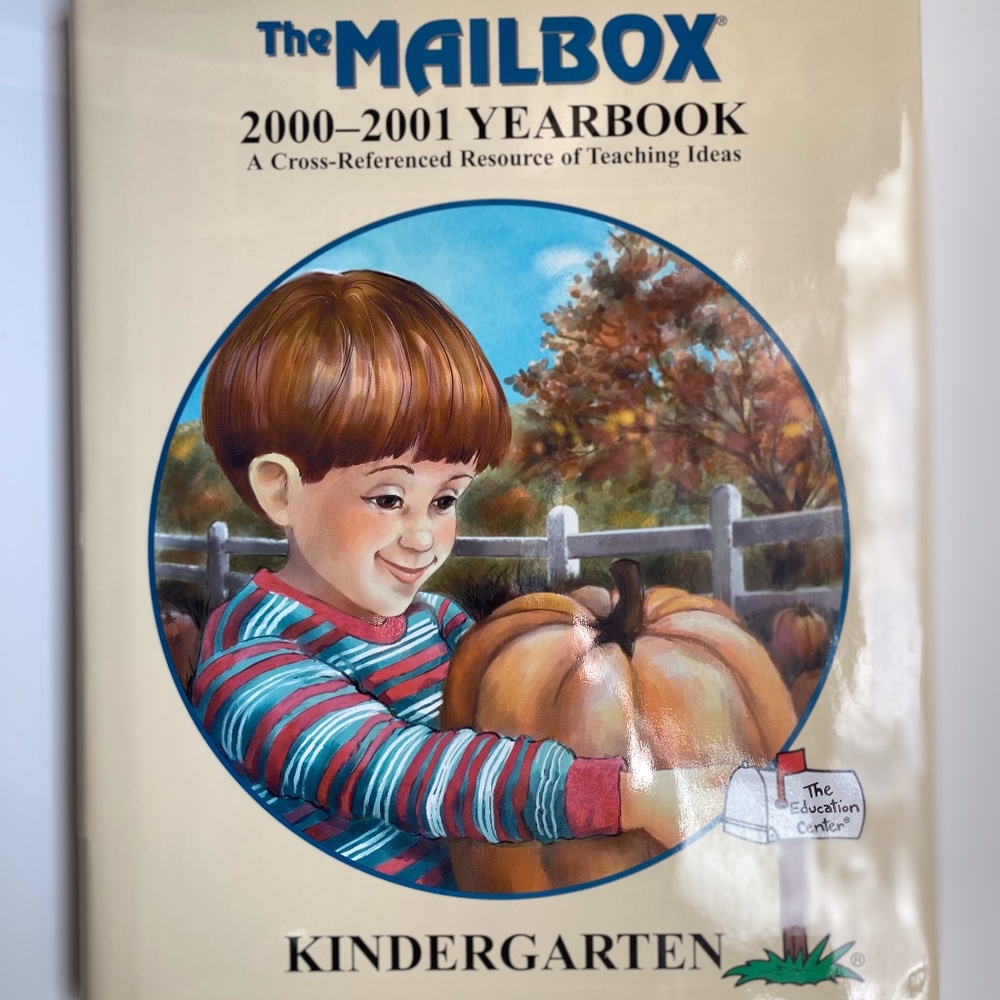 The MAILBOX®
2000–2001 YEARBOOK
A Cross-Referenced Resource of Teaching Ideas
The
Education
Center®
KINDERGARTEN
®